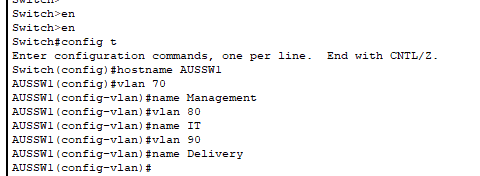 Switch>
Switch>en
Switch>en
Switch#config t
Enter configuration commands, one per line.  End with CNTL/Z.
Switch(config)#hostname AUSSW1
AUSSW1(config)#vlan 70
AUSSW1(config-vlan)#name Management
AUSSW1(config-vlan)#vlan 80
AUSSW1(config-vlan)#name IT
AUSSW1(config-vlan)#vlan 90
AUSSW1(config-vlan)#name Delivery
AUSSW1(config-vlan)#